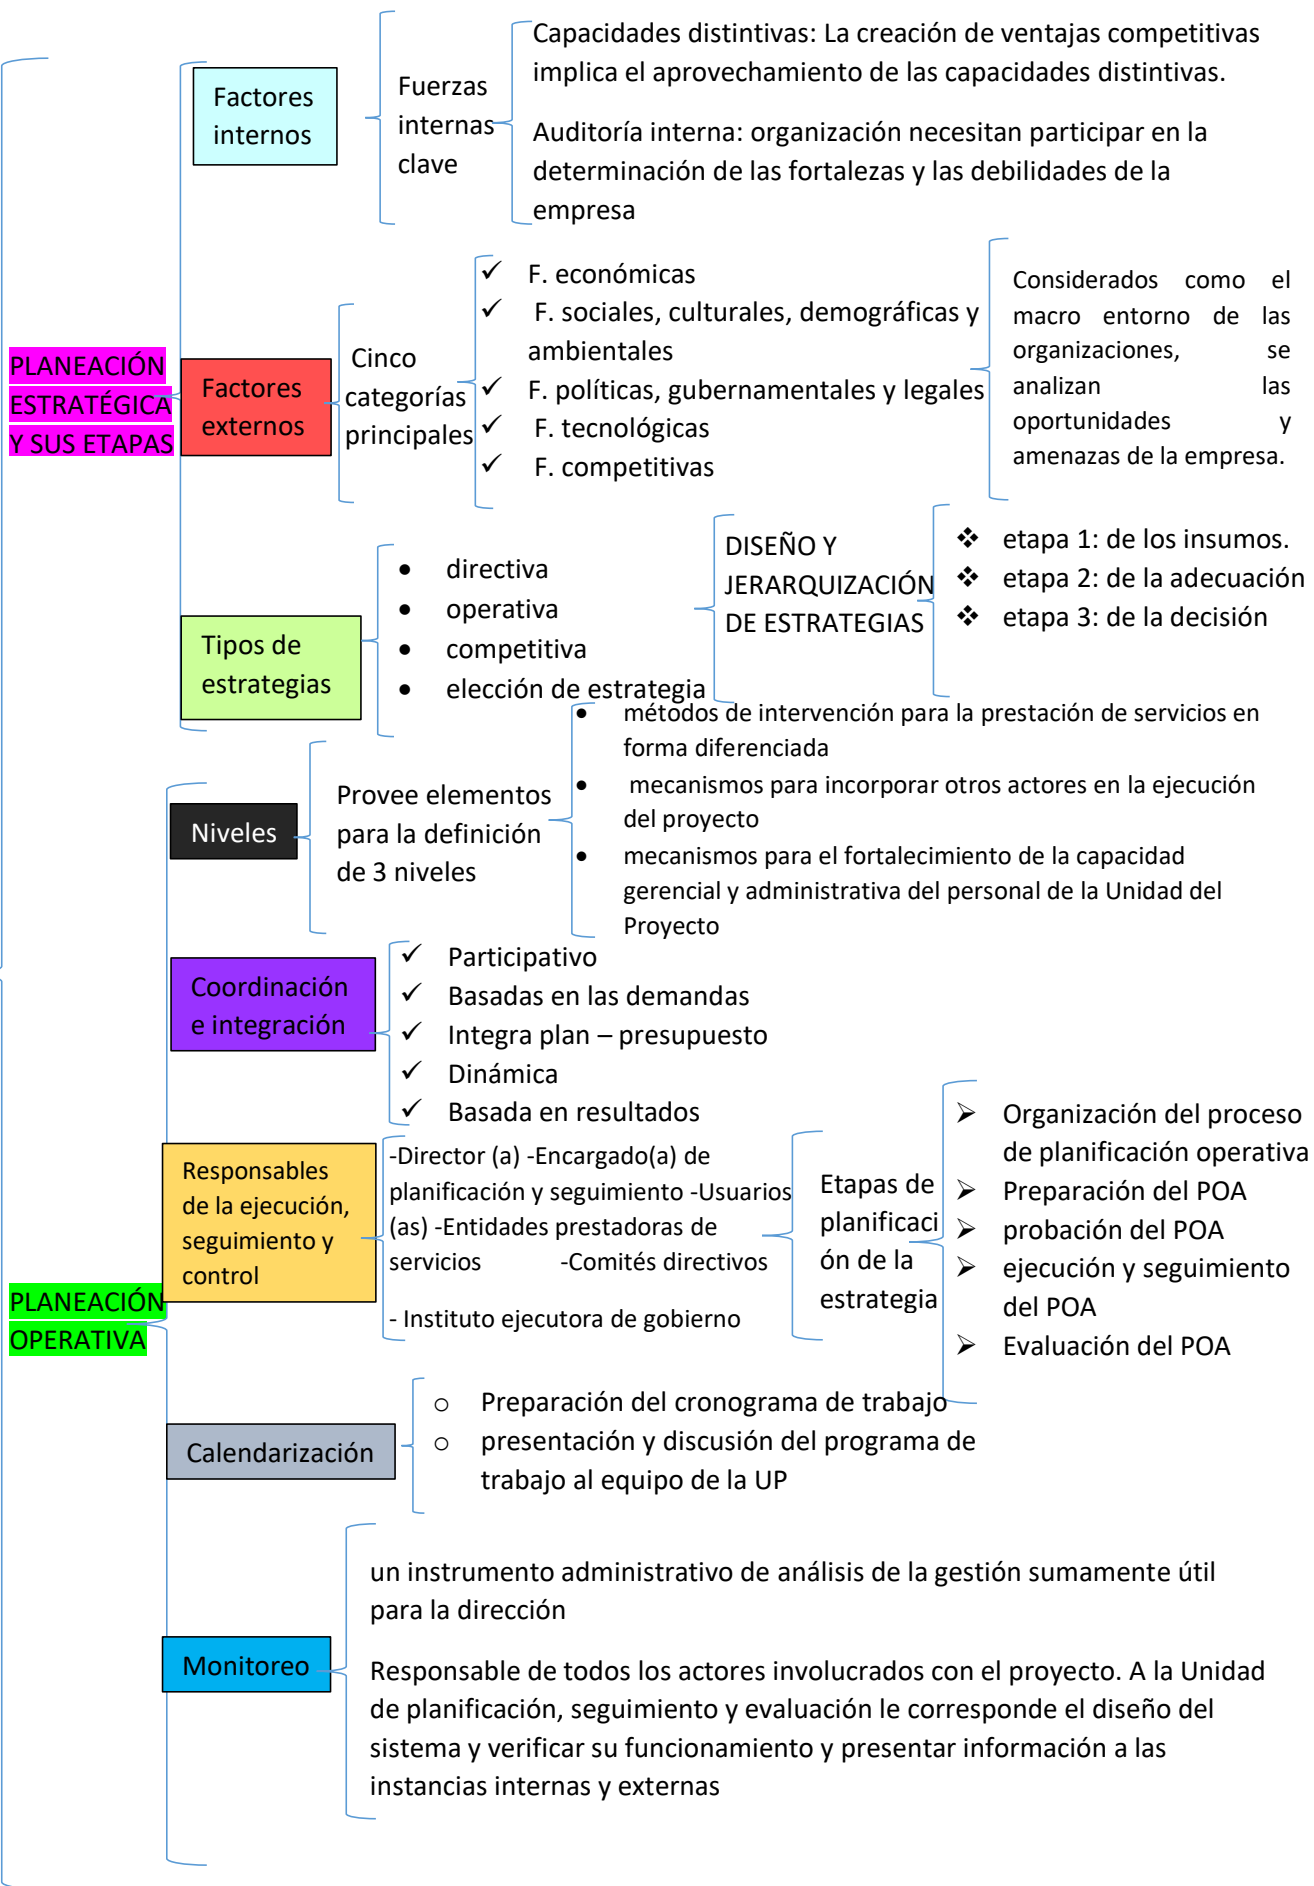 PLANEACIÓN
ESTRATÉGICA
Y SUS ETAPAS
Factores
internos
Fuerzas
internas
clave
Capacidades distintivas: La creación de ventajas competitivas
implica el aprovechamiento de las capacidades distintivas.
Auditoría interna: organización necesitan participar en la
determinación de las fortalezas y las debilidades de la
empresa
Factores
externos
Cinco
categorías
principales
✓ F. económicas
✓ F. sociales, culturales, demográficas y
ambientales
✓ F. políticas, gubernamentales y legales
✓ F. tecnológicas
✓ F. competitivas
Considerados como el
macro entorno de las
organizaciones, se
analizan las
oportunidades y
amenazas de la empresa.
Tipos de
estrategias
• directiva
• operativa
• competitiva
• elección de estrategia
DISEÑO Y
JERARQUIZACIÓN
DE ESTRATEGIAS
❖ etapa 1: de los insumos.
❖ etapa 2: de la adecuación
❖ etapa 3: de la decisión
PLANEACIÓN
OPERATIVA
Niveles
Provee elementos
para la definición
de 3 niveles
• métodos de intervención para la prestación de servicios en
forma diferenciada
• mecanismos para incorporar otros actores en la ejecución
del proyecto
• mecanismos para el fortalecimiento de la capacidad
gerencial y administrativa del personal de la Unidad del
Proyecto
Coordinación
e integración
✓ Participativo
✓ Basadas en las demandas
✓ Integra plan – presupuesto
✓ Dinámica
✓ Basada en resultados
Responsables
de la ejecución,
seguimiento y
control
-Director (a) -Encargado(a) de
planificación y seguimiento -Usuarios
(as) -Entidades prestadoras de
servicios -Comités directivos
- Instituto ejecutora de gobierno
Etapas de
planificaci
ón de la
estrategia
➢ Organización del proceso
de planificación operativa
➢ Preparación del POA
➢ probación del POA
➢ ejecución y seguimiento
del POA
➢ Evaluación del POA
Calendarización
o Preparación del cronograma de trabajo
o presentación y discusión del programa de
trabajo al equipo de la UP
Monitoreo
un instrumento administrativo de análisis de la gestión sumamente útil
para la dirección
Responsable de todos los actores involucrados con el proyecto. A la Unidad
de planificación, seguimiento y evaluación le corresponde el diseño del
sistema y verificar su funcionamiento y presentar información a las
instancias internas y externas